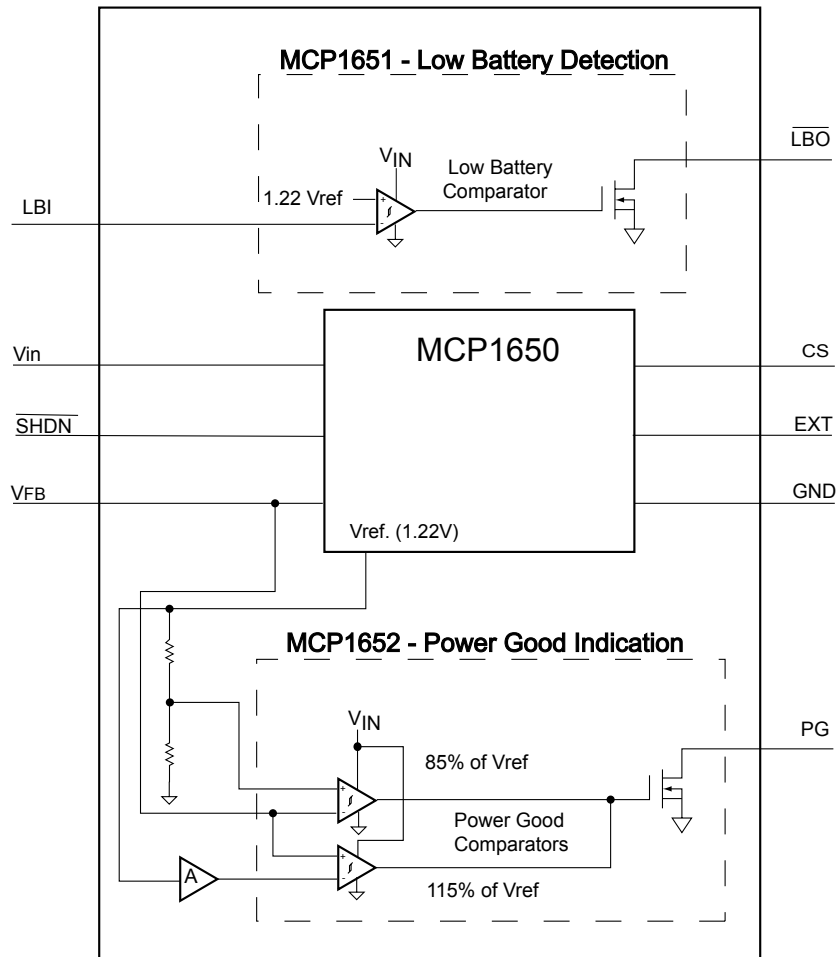 MCP1651 - Low Battery Detection
LBO
VIN
Low Battery
Comparator
1.22 Vref
+
-
LBI
MCP1650
Vin
CS
SHDN
EXT
VFB
GND
Vref. (1.22V)
MCP1652 - Power Good Indication
VIN
PG
85% of Vref
+
-
Power Good
Comparators
+
-
A
115% of Vref